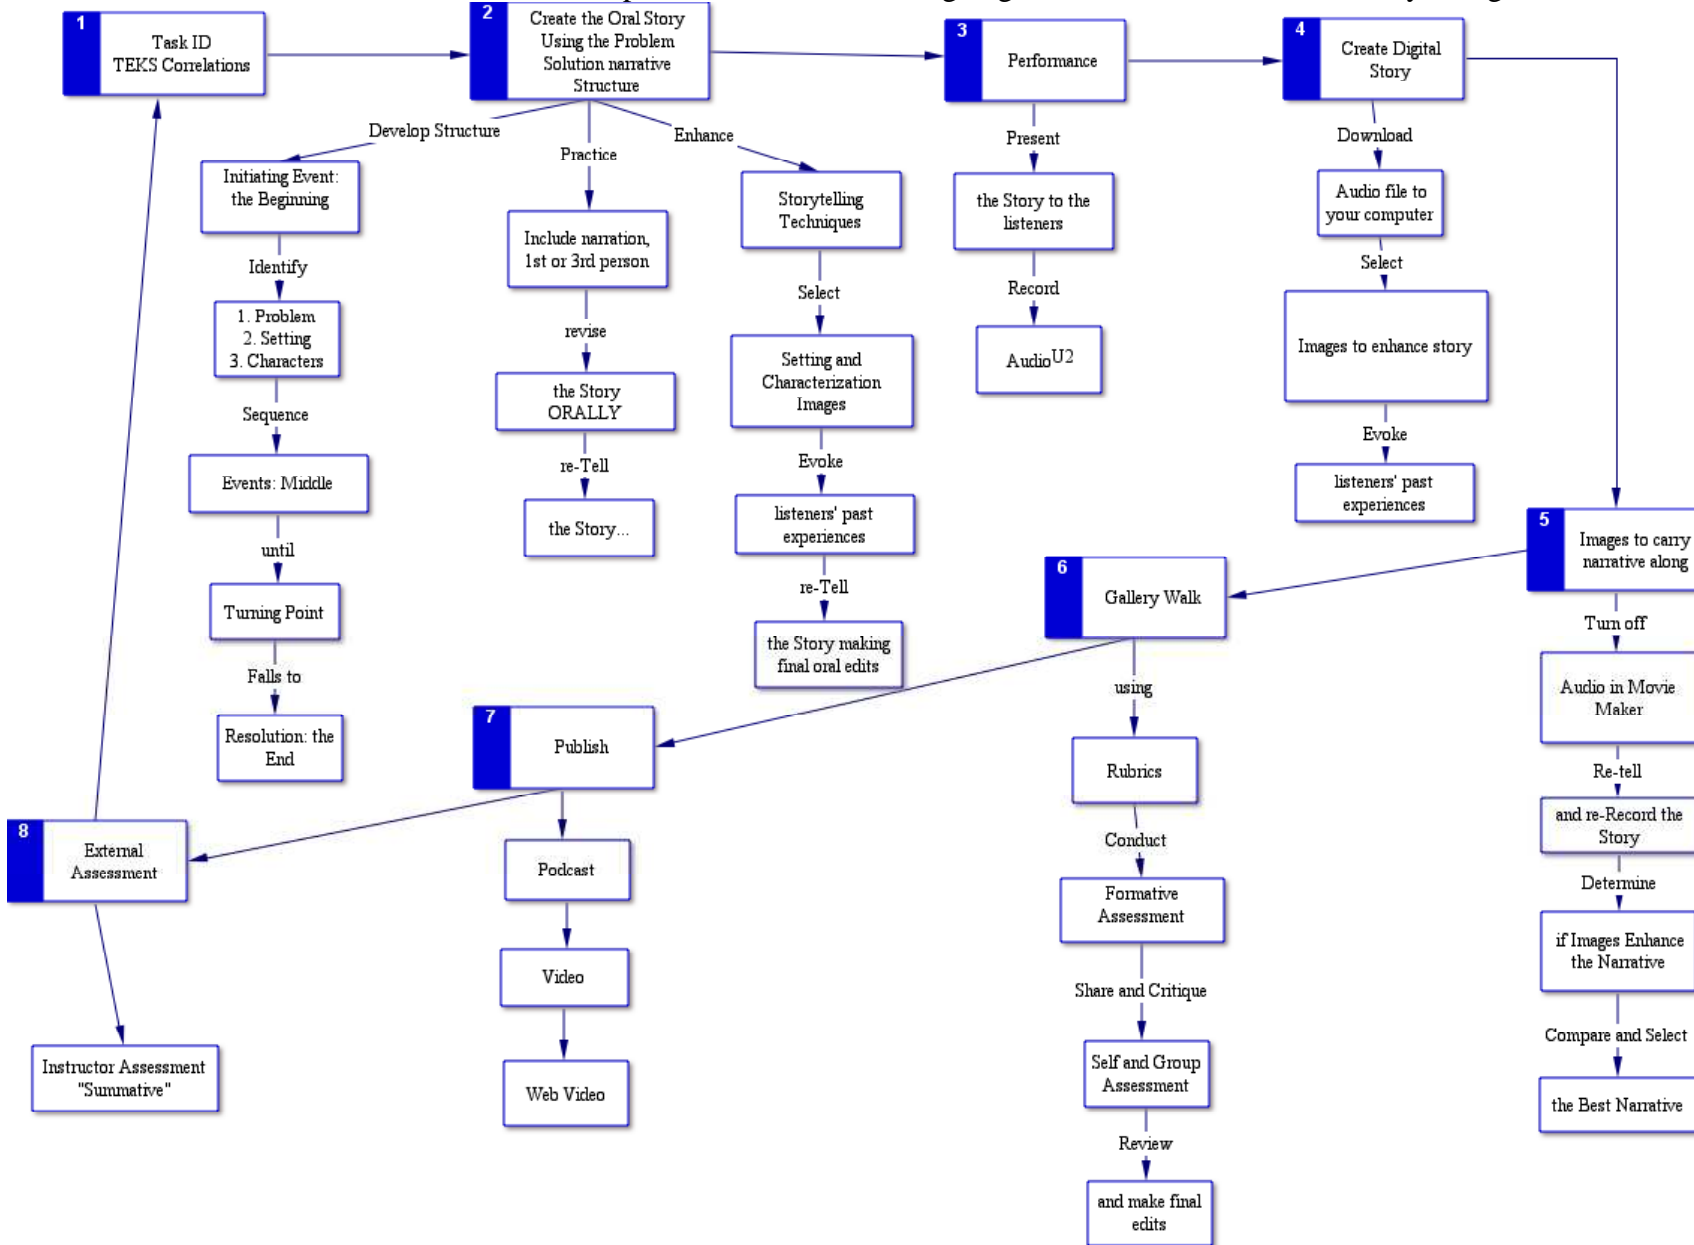 1
Task ID
TEKS Correlations
2
Create the Oral Story
Using the Problem
Solution narrative
Structure
3
Performance
4
Create Digital
Story
Develop Structure
Initiating Event:
the Beginning
Identify
1. Problem
2. Setting
3. Characters
Sequence
Events: Middle
until
Turning Point
Falls to
Resolution: the
End
Practice
Include narration,
1st or 3rd person
revise
the Story
ORALLY
re-Tell
the Story...
Enhance
Storytelling
Techniques
Select
Setting and
Characterization
Images
Evoke
listeners' past
experiences
re-Tell
the Story making
final oral edits
Present
the Story to the
listeners
Record
Audio U2
Download
Audio file to
your computer
Select
Images to enhance story
Evoke
listeners' past
experiences
5
Images to carry
narrative along
Turn off
Audio in Movie
Maker
Re-tell
and re-Record the
Story
Determine
if Images Enhance
the Narrative
Compare and Select
the Best Narrative
6
Gallery Walk
using
Rubrics
Conduct
Formative
Assessment
Share and Critique
Self and Group
Assessment
Review
and make final
edits
7
Publish
Podcast
Video
Web Video
8
External
Assessment
Instructor Assessment
"Summative"